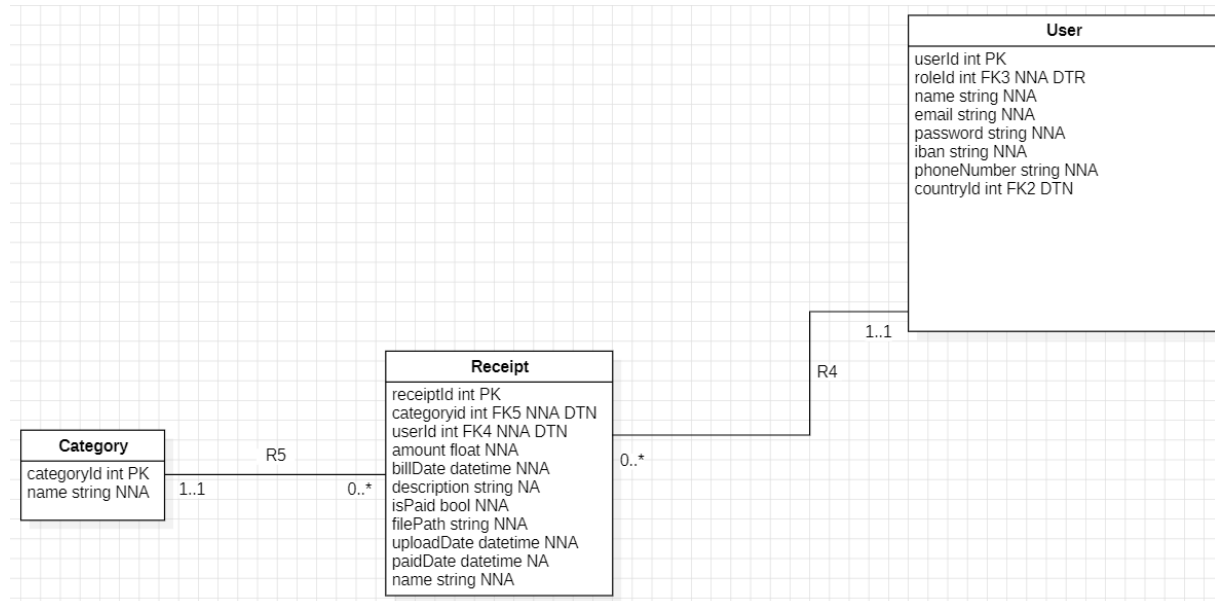 User
userId int PK
roleId int FK3 NNA DTR
name string NNA
email string NNA
password string NNA
iban string NNA
phoneNumber string NNA
countryId int FK2 DTN
1..1
R4
Receipt
receiptId int PK
categoryid int FK5 NNA DTN
userId int FK4 NNA DTN
amount float NNA
billDate datetime NNA
description string NA
isPaid bool NNA
filePath string NNA
uploadDate datetime NNA
paidDate datetime NA
name string NNA
0..*
Category
categoryId int PK
name string NNA
R5
1..1
0..*